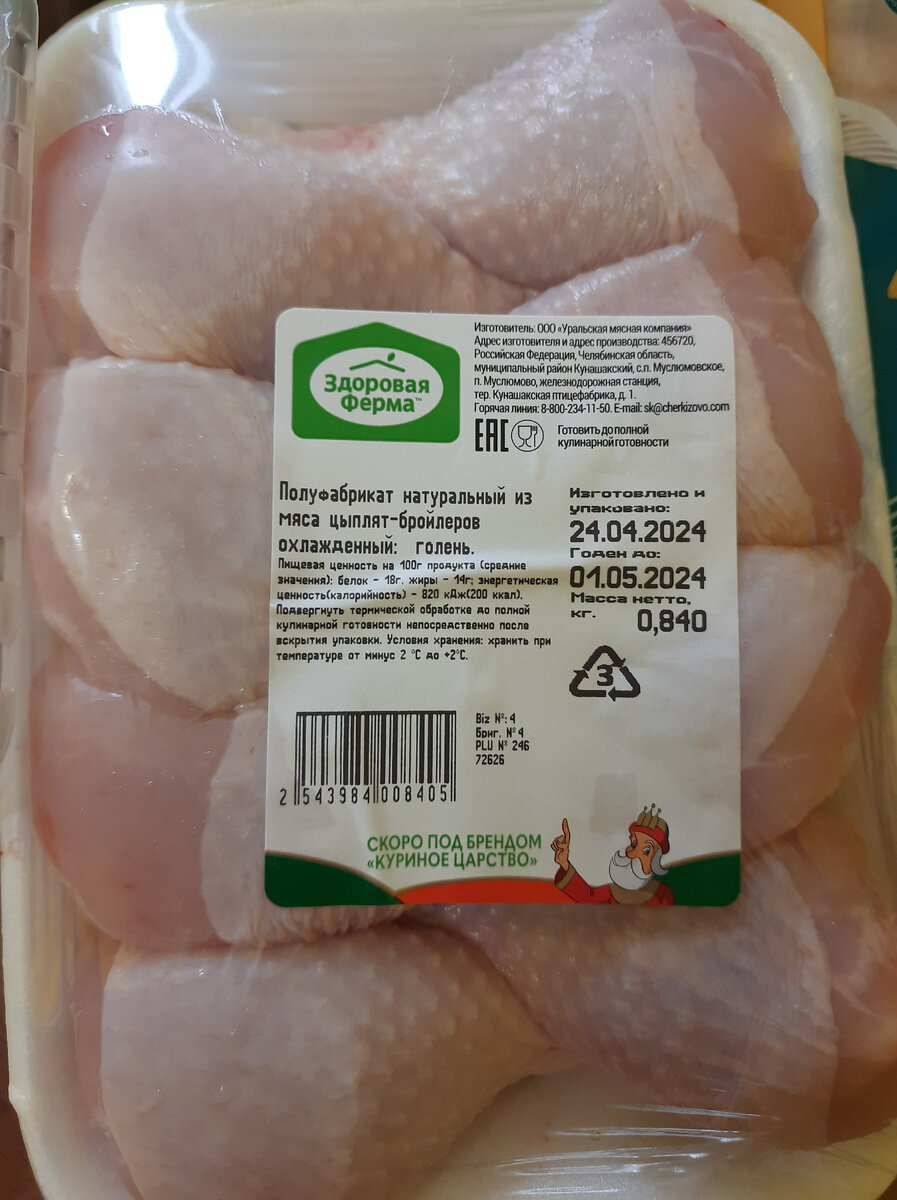 Здоровая
Ферма™
Изготовитель: ООО «Уральская мясная компания»
Адрес изготовителя и адрес производства: 456720,
Российская Федерация, Челябинская область,
муниципальный район Кунашакский, с.п. Муслюмовское,
п. Муслюмово, железнодорожная станция,
тер. Кунашакская птицефабрика, д. 1.
Горячая линия: 8-800-234-11-50. E-mail: sk@cherkizovo.com
EAC
Готовить до полной
кулинарной готовности
Полуфабрикат натуральный из
мяса цыплят-бройлеров
охлажденный: голень.
Пищевая ценность на 100г продукта (средние
значения): белок - 18г, жиры - 14г; энергетическая
ценность(калорийность) - 820 кДж(200 ккал).
Подвергнуть термической обработке до полной
кулинарной готовности непосредственно после
вскрытия упаковки. Условия хранения: хранить при
температуре от минус 2 °С до +2°С.
Изготовлено и
упаковано:
24.04.2024
Годен до:
01.05.2024
Масса нетто,
кг. 0,840
3
Biz №: 4
Бриг. № 4
PLU № 246
72626
2 543984 008405
СКОРО ПОД БРЕНДОМ
«КУРИНОЕ ЦАРСТВО»